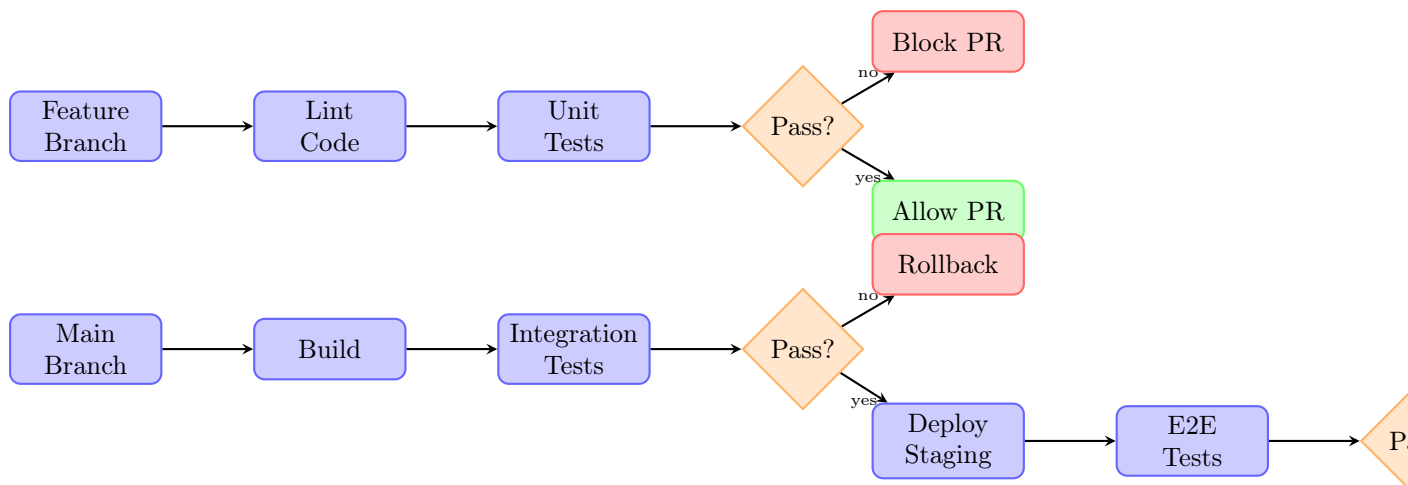 Block PR
no
Feature
Branch
Lint
Code
Unit
Tests
Pass?
yes
Allow PR
Rollback
no
Main
Branch
Build
Integration
Tests
Pass?
yes
Deploy
Staging
E2E
Tests